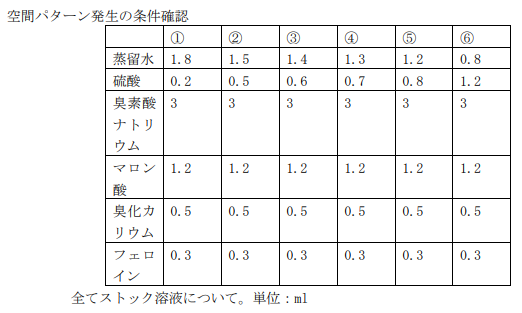 空間パターン発生の条件確認
① ② ③ ④ ⑤ ⑥
蒸留水 1.8 1.5 1.4 1.3 1.2 0.8
硫酸 0.2 0.5 0.6 0.7 0.8 1.2
臭素酸 3 3 3 3 3 3
ナトリ
ウム
マロン 1.2 1.2 1.2 1.2 1.2 1.2
酸
臭化カ 0.5 0.5 0.5 0.5 0.5 0.5
リウム
フェロ 0.3 0.3 0.3 0.3 0.3 0.3
イン
全てストック溶液について。単位：ml